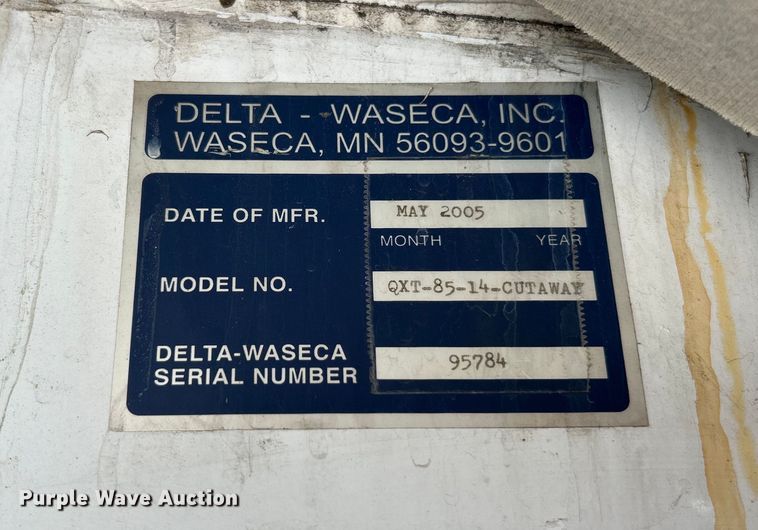 DELTA - WASECA, INC.
WASECA, MN 56093-9601
DATE OF MFR. MAY 2005
MONTH YEAR
MODEL NO. QXT-85-14-CUTAWAY
DELTA-WASECA
SERIAL NUMBER 95784
Purple Wave Auction